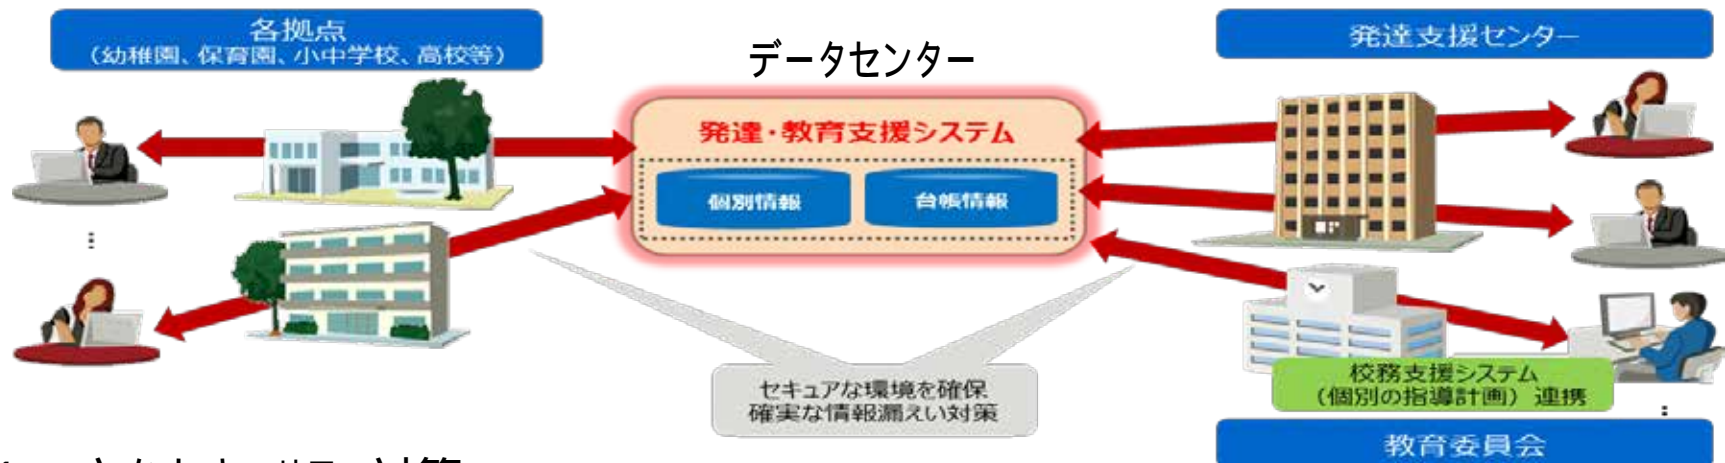 各拠点
（幼稚園、保育園、小中学校、高校等）
データセンター
発達支援センター
発達・教育支援システム
個別情報
台帳情報
セキュアな環境を確保
確実な情報漏えい対策
校務支援システム
（個別の指導計画）連携
教育委員会